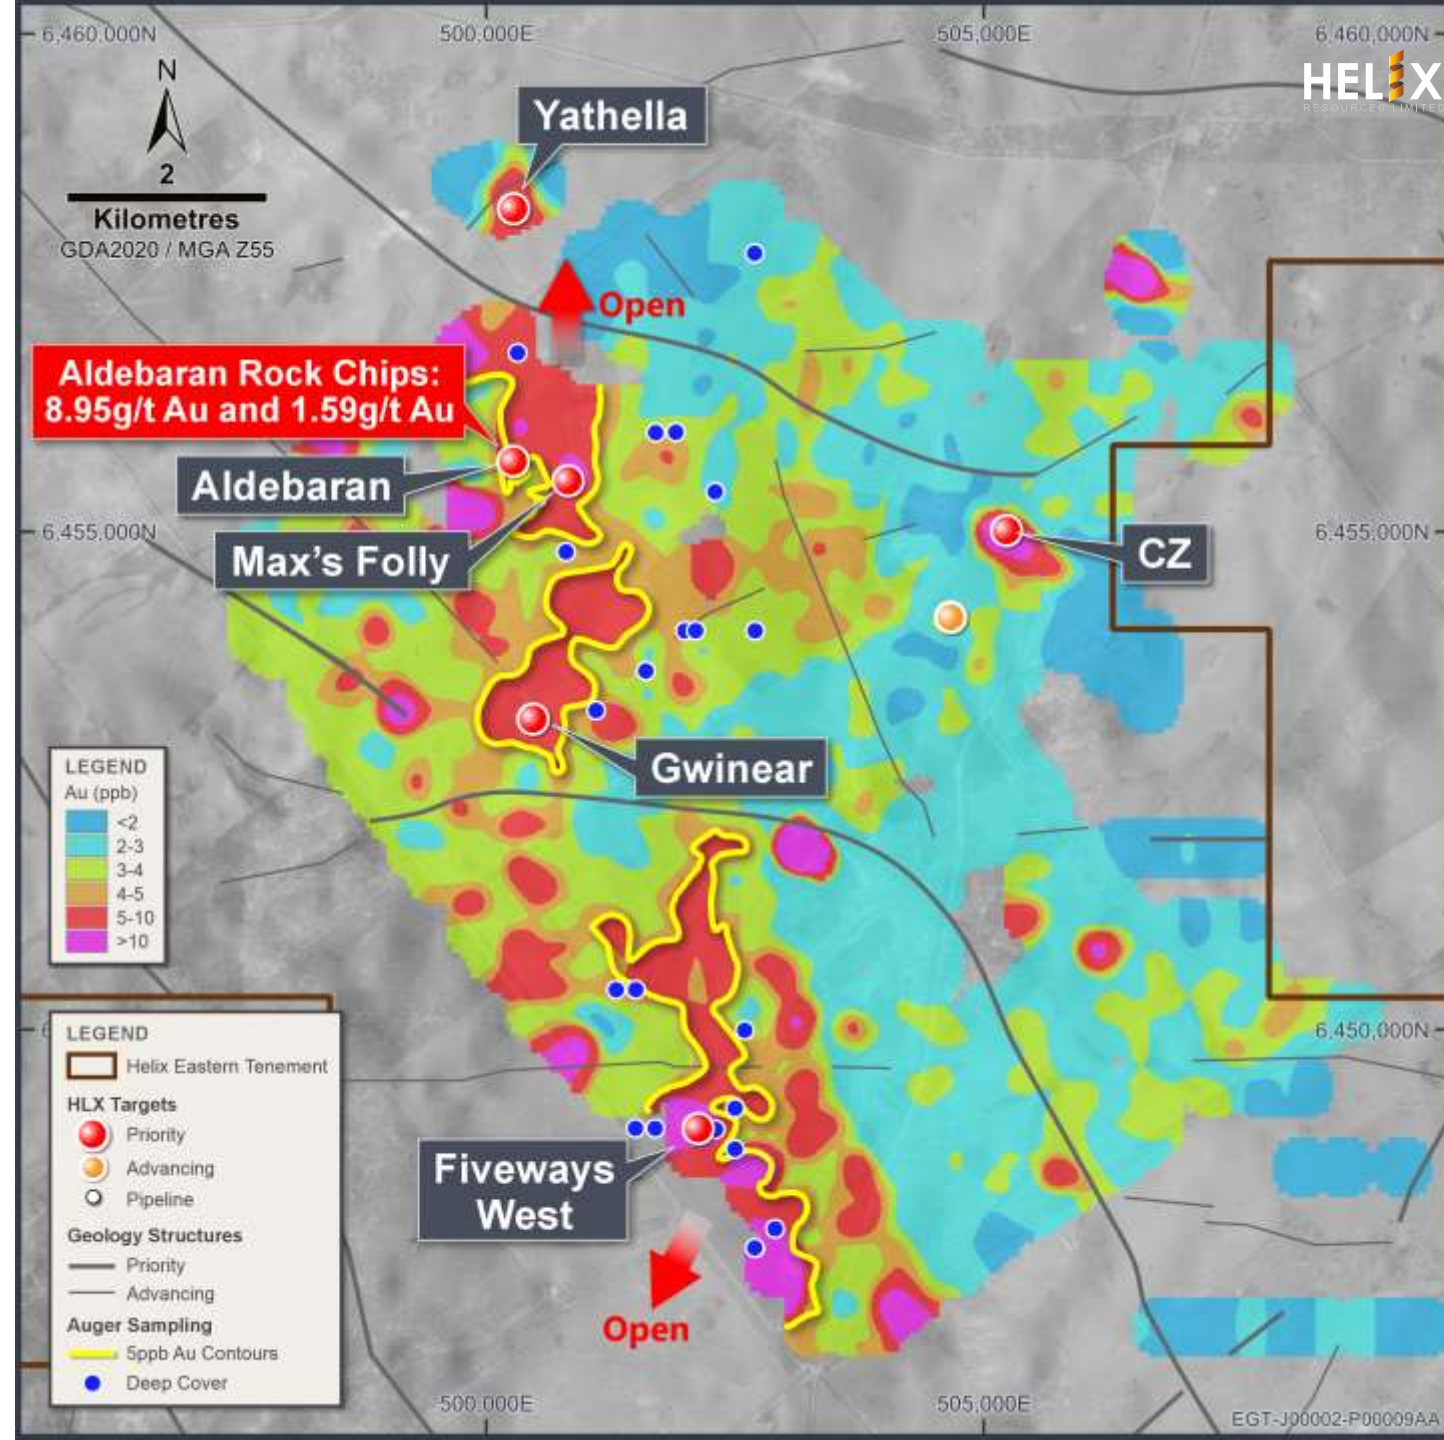 6,460,000N
500,000E
505,000E
6,460,000N
HELIX
RESOURCES LIMITED
N
2
Kilometres
GDA2020 / MGA Z55
Yathella
Open
Aldebaran Rock Chips:
8.95g/t Au and 1.59g/t Au
Aldebaran
6,455,000N
6,455,000N
Max's Folly
CZ
Gwinear
LEGEND
Au (ppb)
<2
2-3
3-4
4-5
5-10
>10
6,450,000N
LEGEND
Helix Eastern Tenement
HLX Targets
Priority
Advancing
Pipeline
Geology Structures
Priority
Advancing
Auger Sampling
5ppb Au Contours
Deep Cover
Fiveways
West
Open
500,000E
505,000E
EGT-J00002-P00009AA